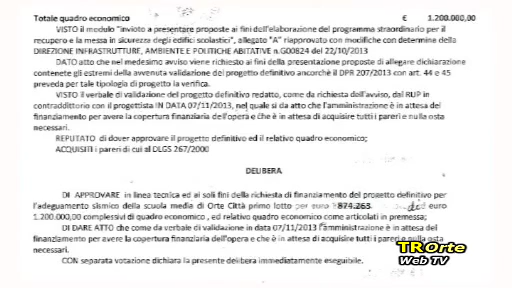 Totale quadro economico € 1.200.000,00
VISTO il modulo "invioto a presentare proposte ai fini dell'elaborazione del programma straordinario per il
recupero e la messa in sicurezza degli edifici scolastici", allegato "A" riapprovato con modifiche con determina della
DIREZIONE INFRASTRUTTURE, AMBIENTE E POLITICHE ABITATIVE n.G00824 del 22/10/2013
DATO atto che nel medesimo avviso viene richiesto ai fini della presentazione proposte di allegare dichiarazione
contenete gli estremi della avvenuta validazione del progetto definitivo ancorchè il DPR 207/2013 con art. 44 e 45
preveda per tale tipologia di progetto la verifica.
VISTO il verbale di validazione del progetto definitivo redatto, come da richiesta dell'avviso, dal RUP in
contraddittorio con il progettista IN DATA 07/11/2013, nel quale si da atto che l'amministrazione è in attesa del
finanziamento per avere la copertura finanziaria dell'opera e che è in attesa di acquisire tutti i pareri e nulla osta
necessari.
REPUTATO di dover approvare il progetto definitivo ed il relativo quadro economico;
ACQUISITI i pareri di cui al DLGS 267/2000
DELIBERA
DI APPROVARE in linea tecnica ed ai soli fini della richiesta di finanziamento del progetto definitivo per
l'adeguamento sismico della scuola media di Orte Città primo lotto per euro 874.263 di euro
1.200.000,00 complessivi di quadro economico , ed relativo quadro economico come articolati in premessa;
DI DARE ATTO che come da verbale di validazione in data 07/11/2013 l'amministrazione è in attesa del
finanziamento per avere la copertura finanziaria dell'opera e che è in attesa di acquisire tutti i pareri e nulla osta
necessari.
CON separata votazione dichiara la presente delibera immediatamente eseguibile.
TROrte
Web TV